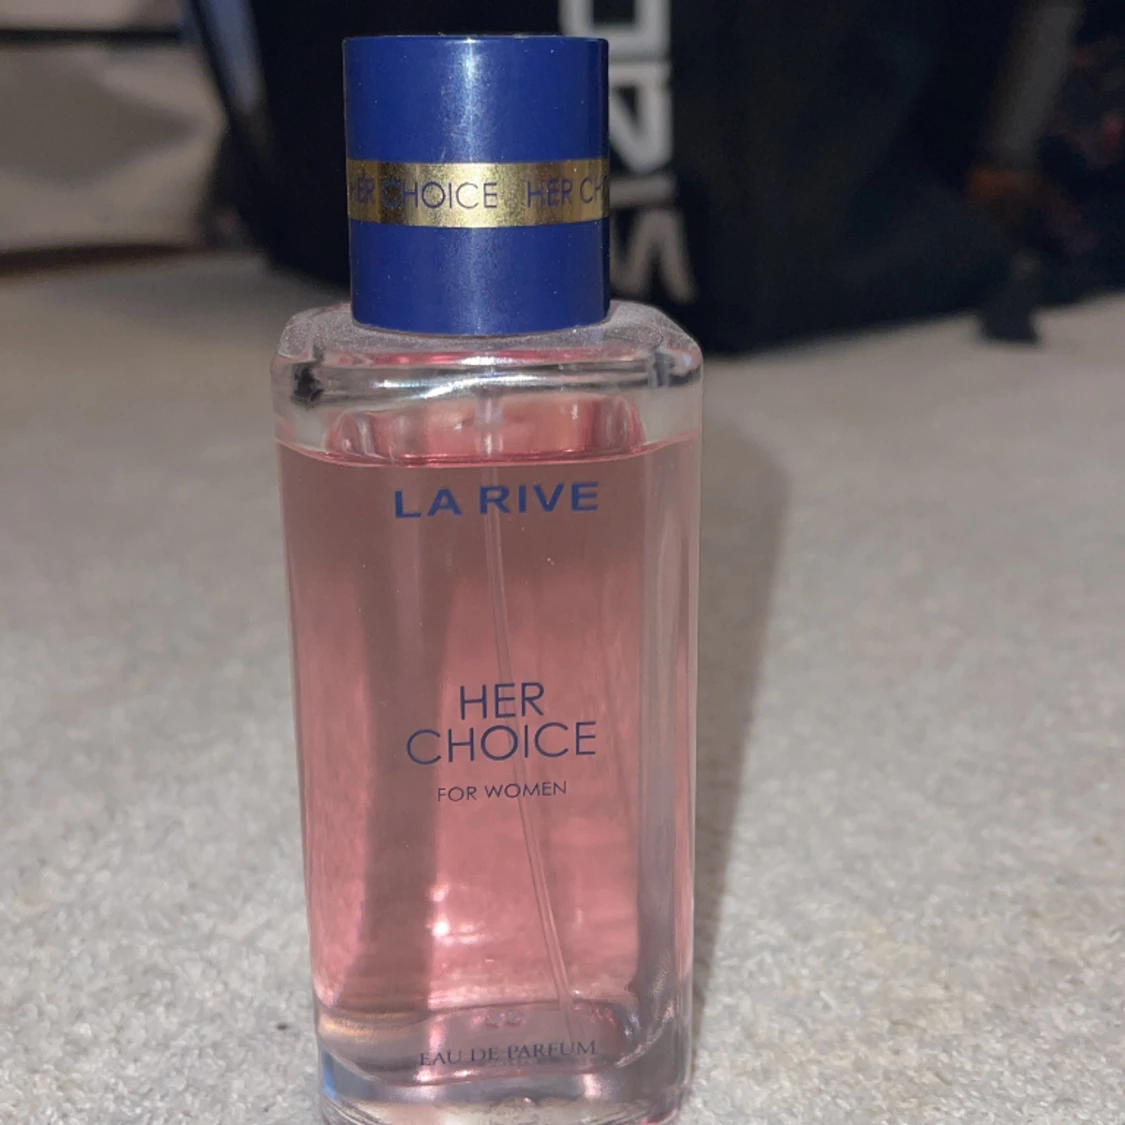 HER CHOICE HER CH
LA RIVE
HER
CHOICE
FOR WOMEN
EAU DE PARFUM